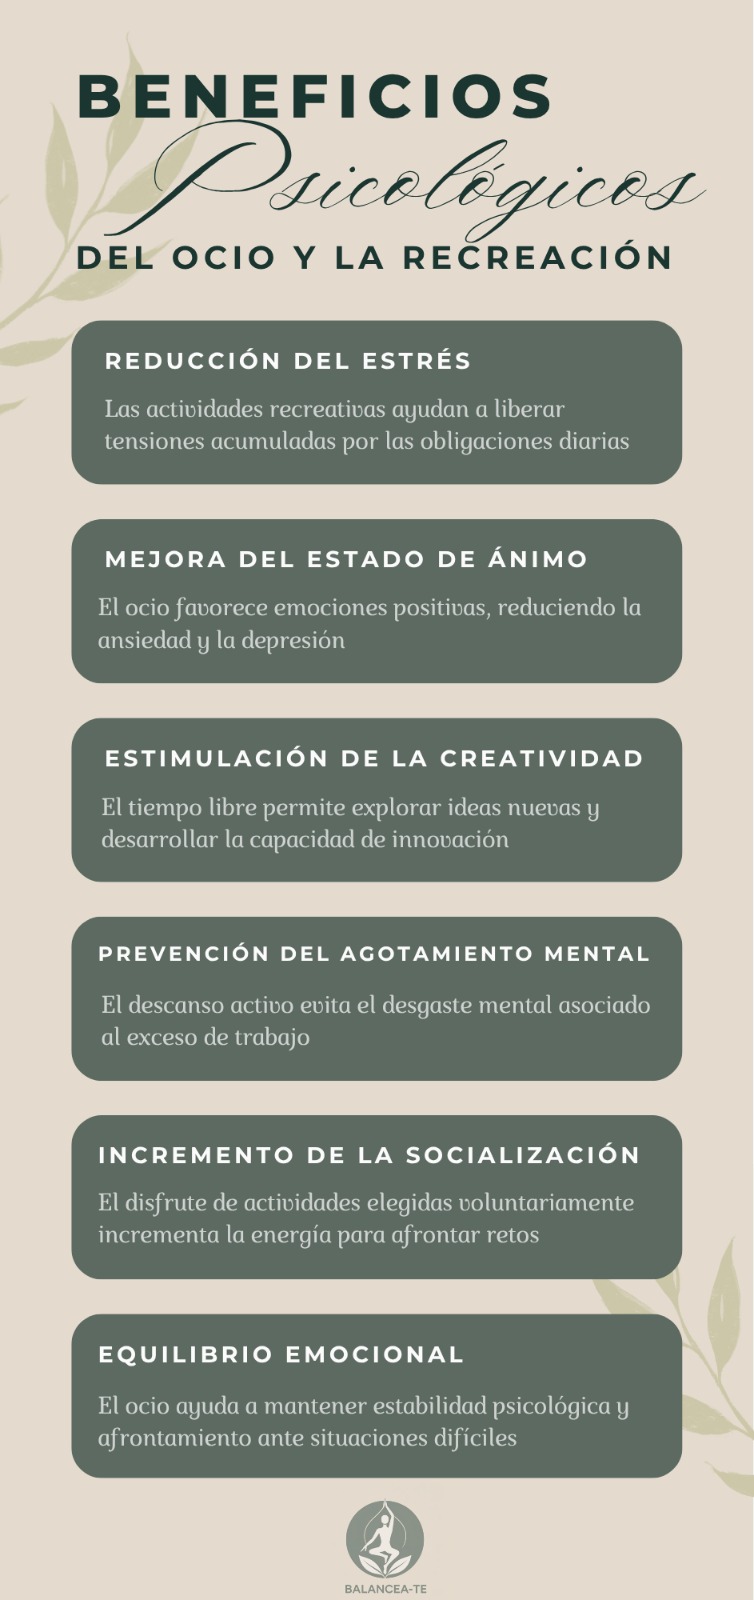 BENEFICIOS
Psicológicos
DEL OCIO Y LA RECREACIÓN
REDUCCIÓN DEL ESTRÉS
Las actividades recreativas ayudan a liberar
tensiones acumuladas por las obligaciones diarias
MEJORA DEL ESTADO DE ÁNIMO
El ocio favorece emociones positivas, reduciendo la
ansiedad y la depresión
ESTIMULACIÓN DE LA CREATIVIDAD
El tiempo libre permite explorar ideas nuevas y
desarrollar la capacidad de innovación
PREVENCIÓN DEL AGOTAMIENTO MENTAL
El descanso activo evita el desgaste mental asociado
al exceso de trabajo
INCREMENTO DE LA SOCIALIZACIÓN
El disfrute de actividades elegidas voluntariamente
incrementa la energía para afrontar retos
EQUILIBRIO EMOCIONAL
El ocio ayuda a mantener estabilidad psicológica y
afrontamiento ante situaciones difíciles
BALANCEA-TE